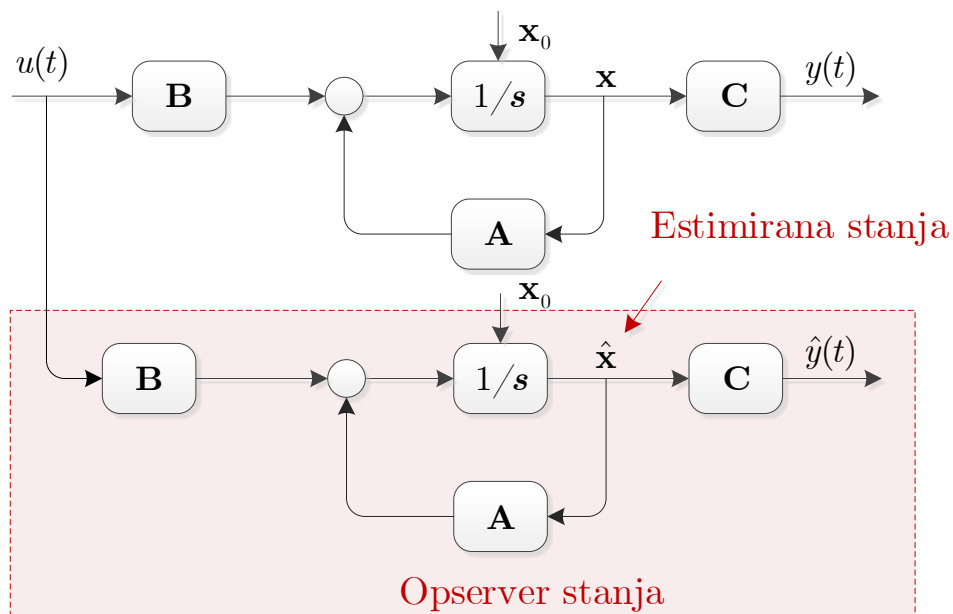 x₀
u(t)
B
1/s
x
C
y(t)
A
Estimirana stanja
x₀
B
1/s
x̂
C
ŷ(t)
A
Opserver stanja